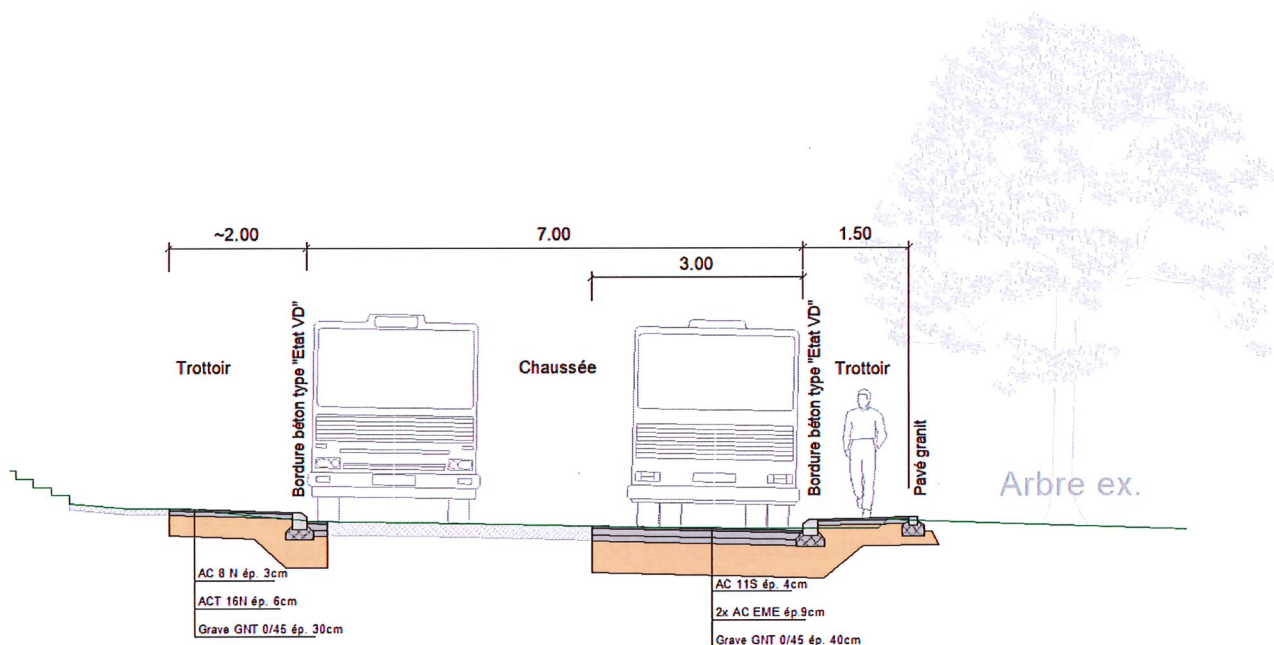 ~2.00
7.00
1.50
3.00
Trottoir
Bordure béton type "Etat VD"
Chaussée
Bordure béton type "Etat VD"
Trottoir
Pavé granit
Arbre ex.
AC 8 N ép. 3cm
ACT 16N ép. 6cm
Grave GNT 0/45 ép. 30cm
AC 11S ép. 4cm
2x AC EME ép.9cm
Grave GNT 0/45 ép. 40cm